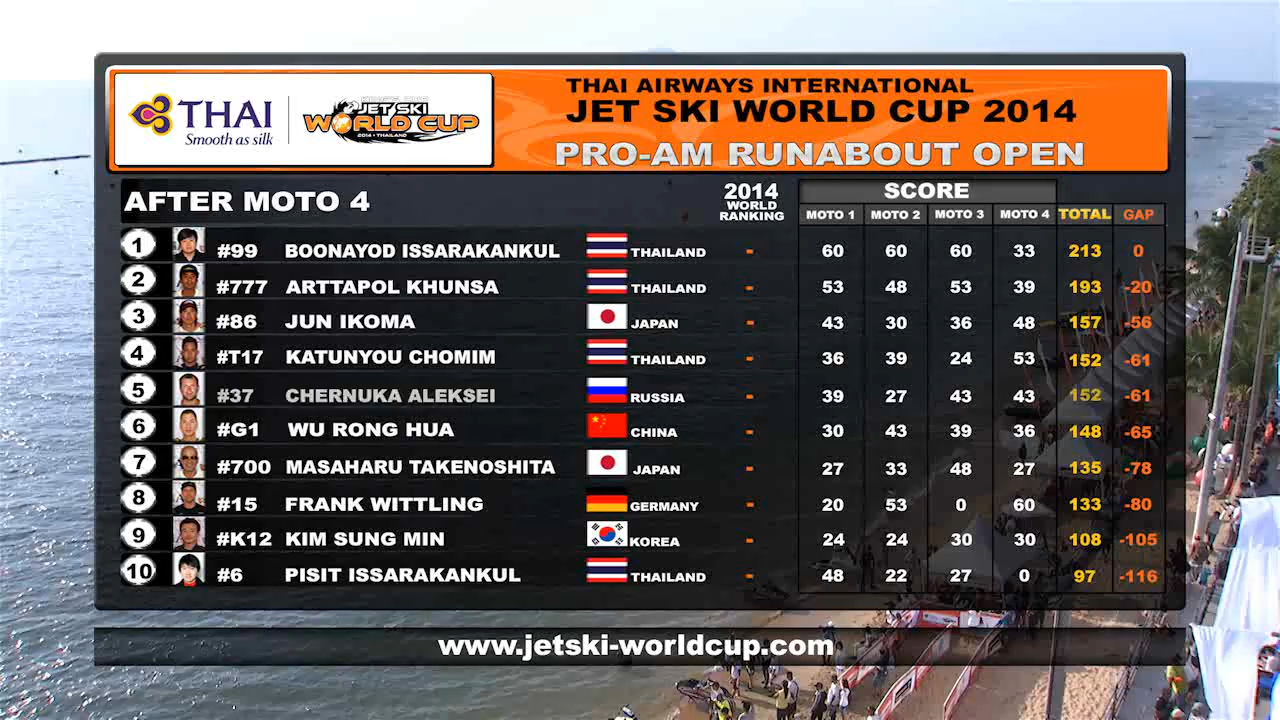 THAI
Smooth as silk
JET SKI
WORLD CUP
2014 • THAILAND
THAI AIRWAYS INTERNATIONAL
JET SKI WORLD CUP 2014
PRO-AM RUNABOUT OPEN
AFTER MOTO 4 2014 WORLD RANKING SCORE
MOTO 1 MOTO 2 MOTO 3 MOTO 4 TOTAL GAP
1 #99 BOONAYOD ISSARAKANKUL THAILAND - 60 60 60 33 213 0
2 #777 ARTTAPOL KHUNSA THAILAND - 53 48 53 39 193 -20
3 #86 JUN IKOMA JAPAN - 43 30 36 48 157 -56
4 #T17 KATUNYOU CHOMIM THAILAND - 36 39 24 53 152 -61
5 #37 CHERNUKA ALEKSEI RUSSIA - 39 27 43 43 152 -61
6 #G1 WU RONG HUA CHINA - 30 43 39 36 148 -65
7 #700 MASAHARU TAKENOSHITA JAPAN - 27 33 48 27 135 -78
8 #15 FRANK WITTLING GERMANY - 20 53 0 60 133 -80
9 #K12 KIM SUNG MIN KOREA - 24 24 30 30 108 -105
10 #6 PISIT ISSARAKANKUL THAILAND - 48 22 27 0 97 -116
www.jetski-worldcup.com